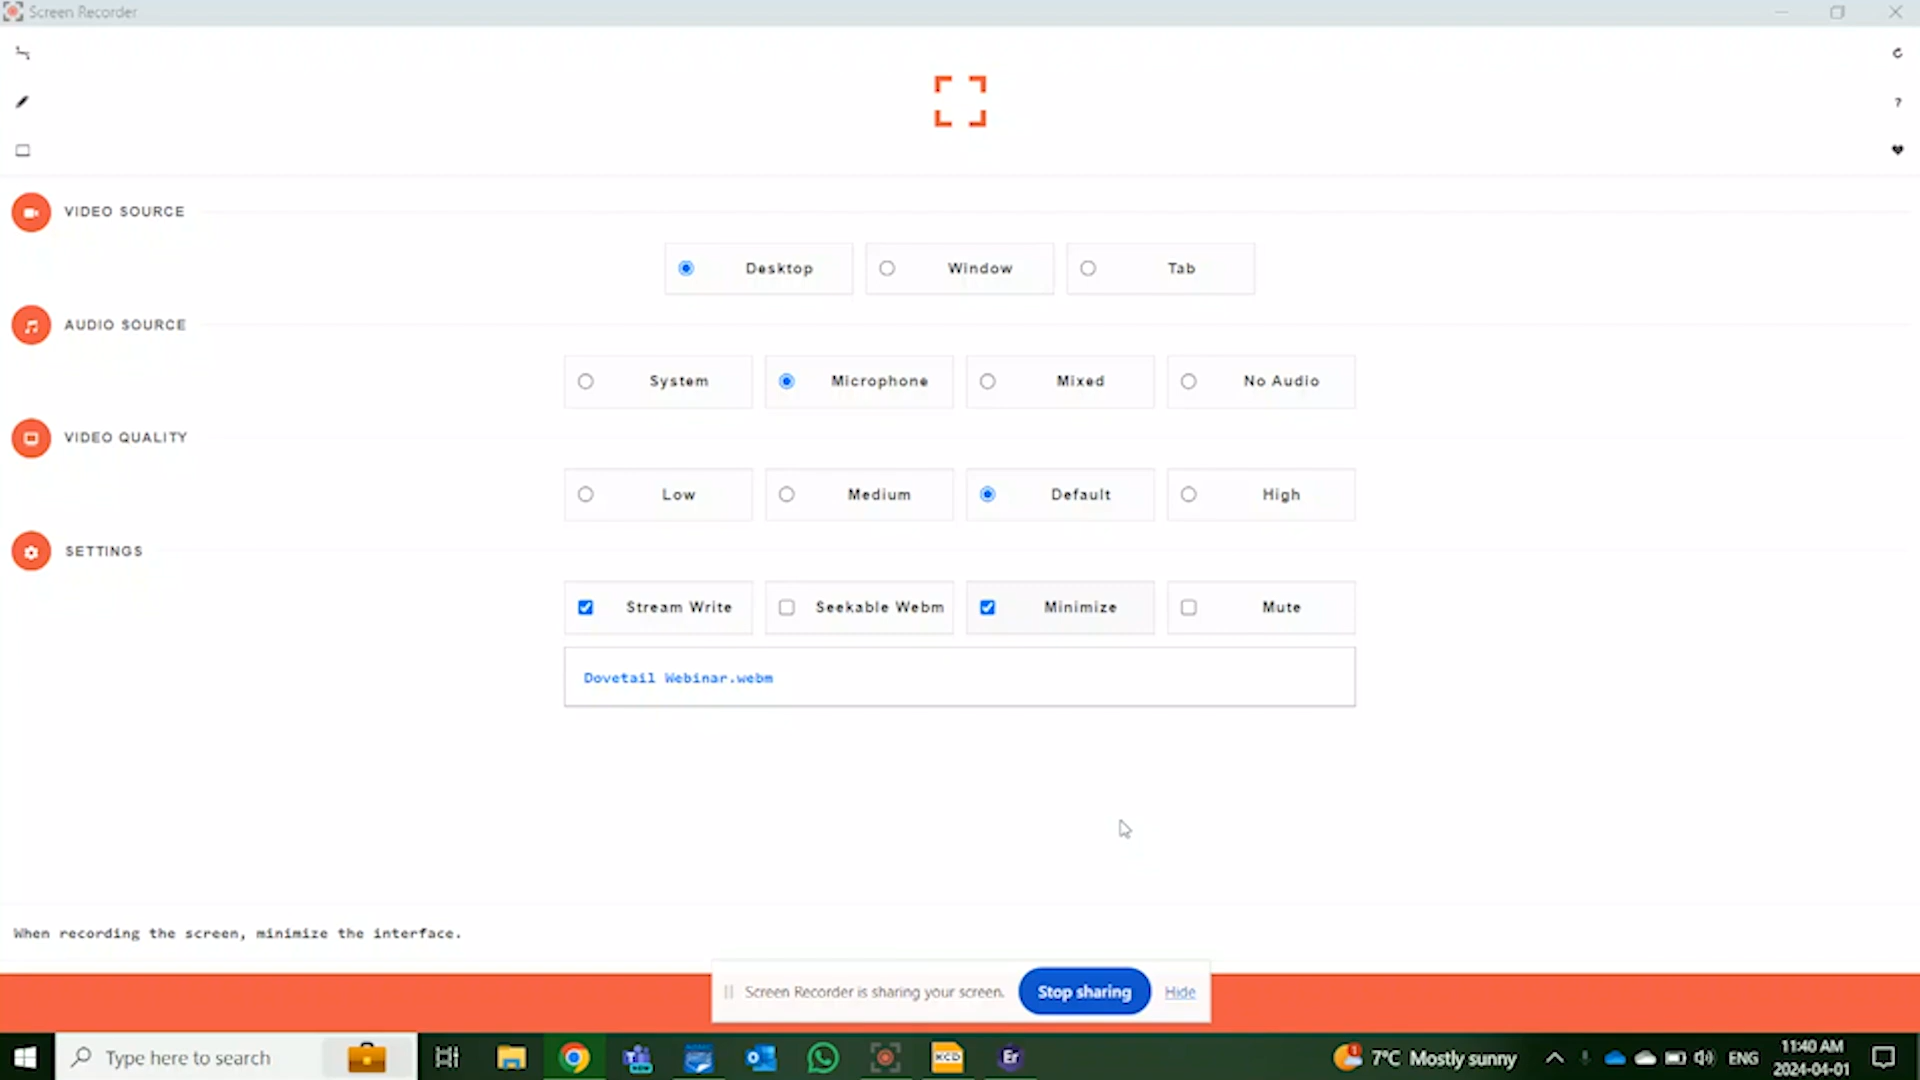 Screen Recorder
?
VIDEO SOURCE
Desktop Window Tab
AUDIO SOURCE
System Microphone Mixed No Audio
VIDEO QUALITY
Low Medium Default High
SETTINGS
Stream Write Seekable Webm Minimize Mute
Dovetail Webinar.webm
When recording the screen, minimize the interface.
Screen Recorder is sharing your screen. Stop sharing Hide
Type here to search KCD Er 1 7°C Mostly sunny ENG 11:40 AM
2024-04-01